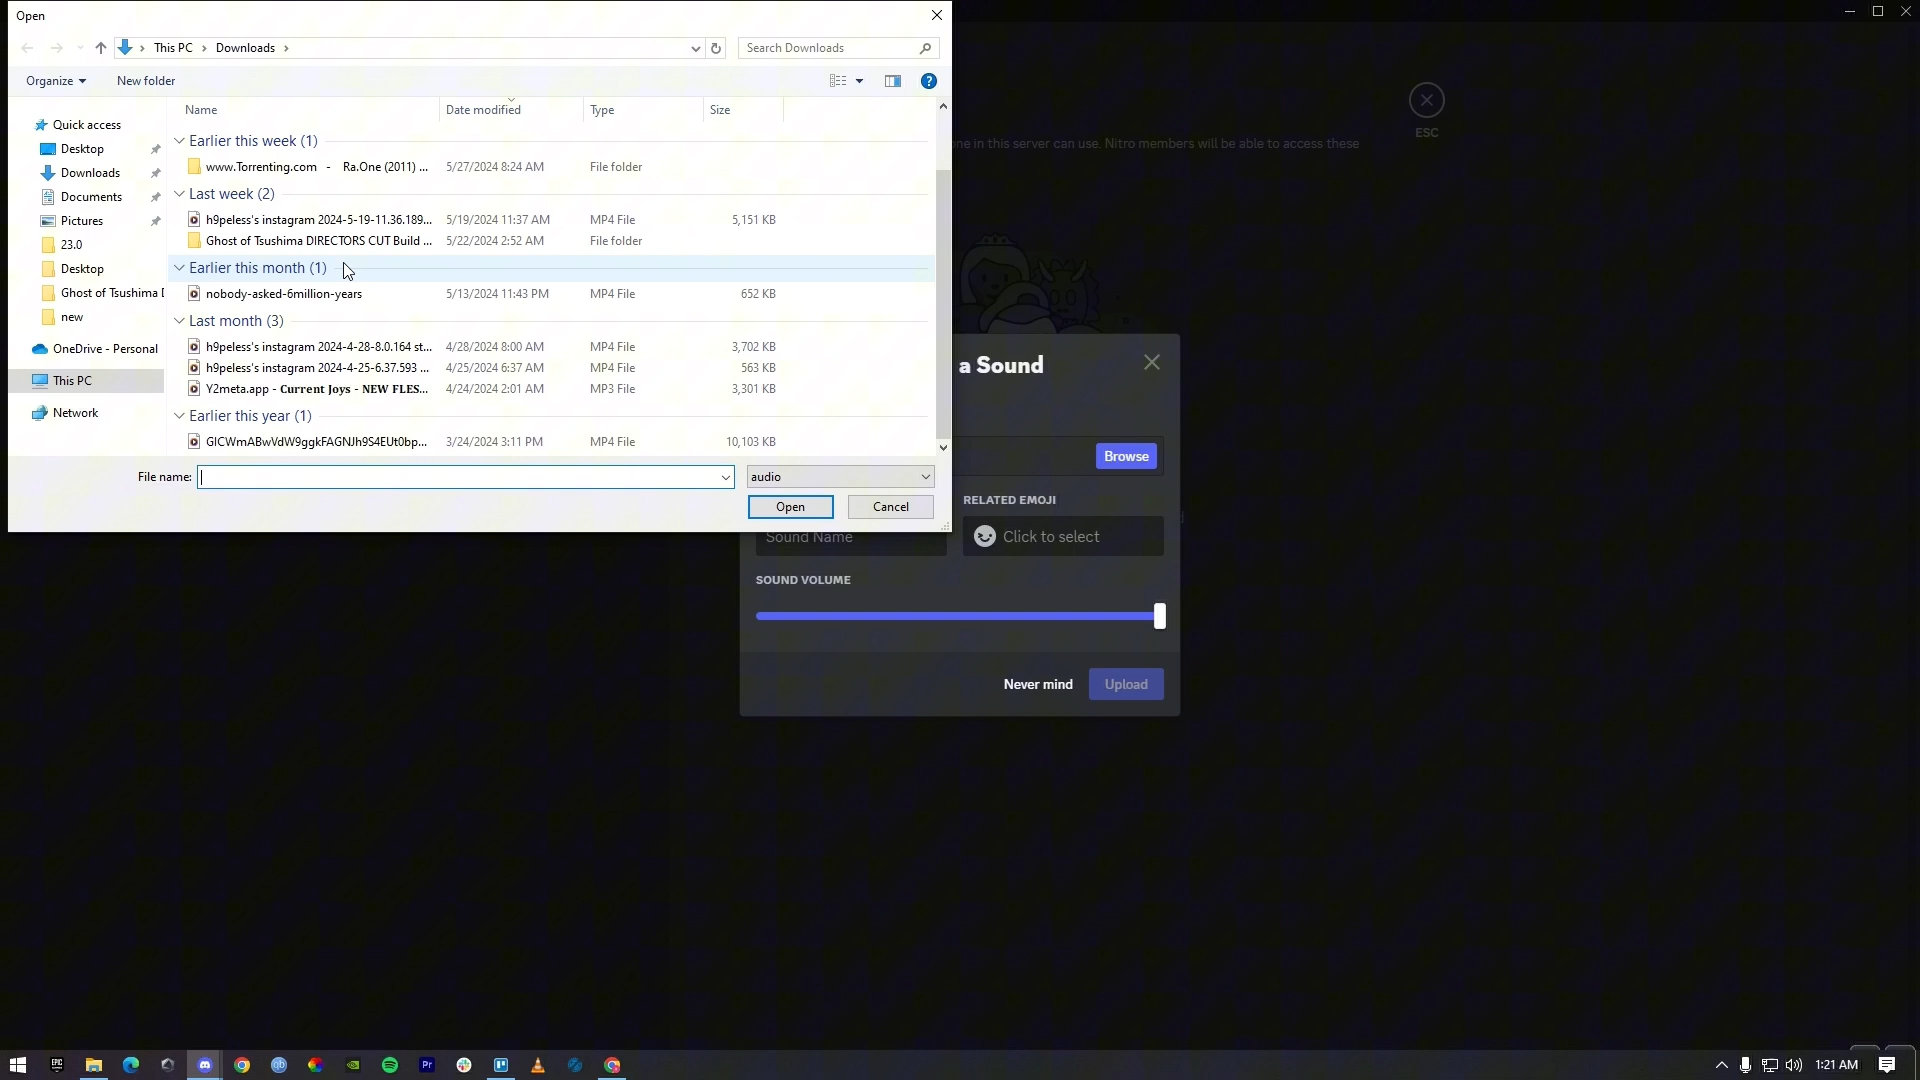 Open
This PC > Downloads >
Search Downloads
Organize
New folder
Name
Date modified
Type
Size
Quick access
Desktop
Downloads
Documents
Pictures
23.0
Desktop
Ghost of Tsushima D
new
OneDrive - Personal
This PC
Network
Earlier this week (1)
www.Torrenting.com - Ra.One (2011) ... 5/27/2024 8:24 AM File folder
Last week (2)
h9peless's instagram 2024-5-19-11.36.189... 5/19/2024 11:37 AM MP4 File 5,151 KB
Ghost of Tsushima DIRECTORS CUT Build ... 5/22/2024 2:52 AM File folder
Earlier this month (1)
nobody-asked-6million-years 5/13/2024 11:43 PM MP4 File 652 KB
Last month (3)
h9peless's instagram 2024-4-28-8.0.164 st... 4/28/2024 8:00 AM MP4 File 3,702 KB
h9peless's instagram 2024-4-25-6.37.593 ... 4/25/2024 6:37 AM MP4 File 563 KB
Y2meta.app - Current Joys - NEW FLES... 4/24/2024 2:01 AM MP3 File 3,301 KB
Earlier this year (1)
GICWmABwVdW9ggkFAGNJh9S4EUt0bp... 3/24/2024 3:11 PM MP4 File 10,103 KB
File name:
audio
Open
Cancel
ESC
one in this server can use. Nitro members will be able to access these
a Sound
Browse
RELATED EMOJI
Sound Name
Click to select
SOUND VOLUME
Never mind
Upload
EPIC
qb
Pr
1:21 AM